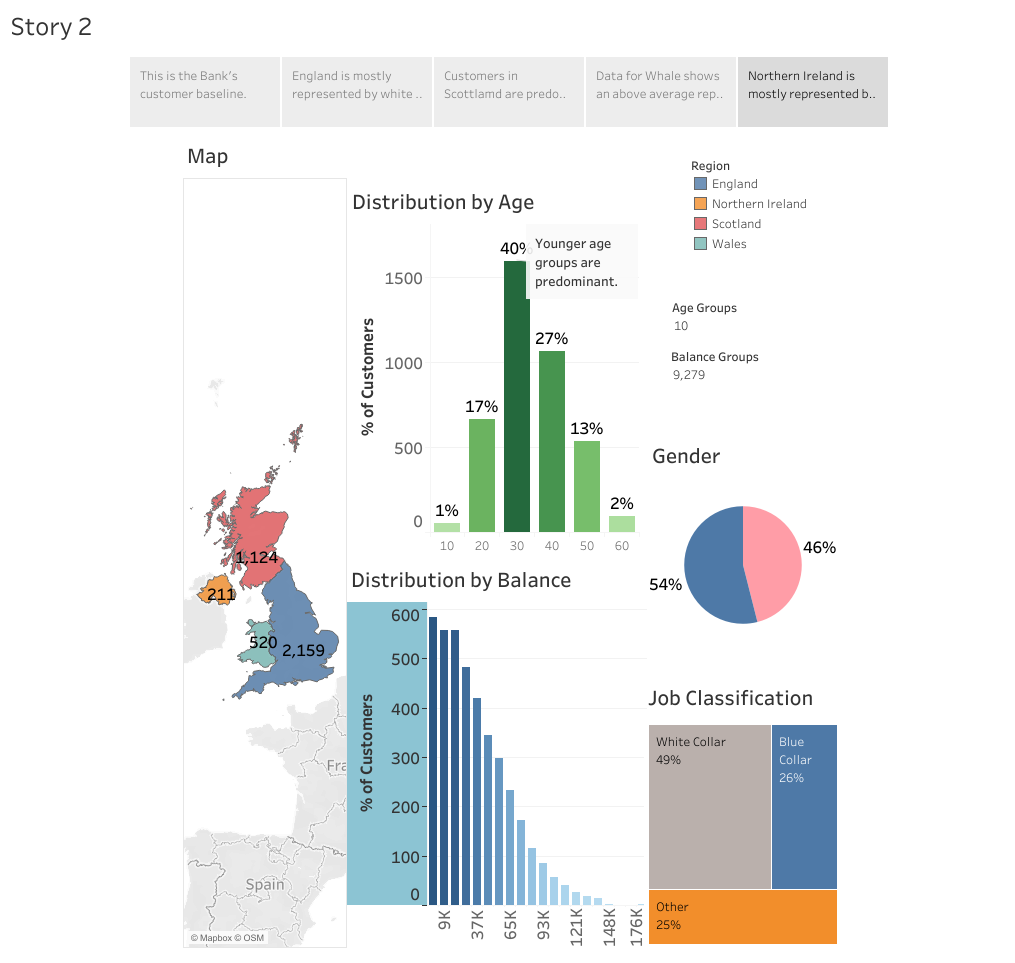 Story 2
This is the Bank's
customer baseline.
England is mostly
represented by white ..
Customers in
Scottlamd are predo..
Data for Whale shows
an above average rep..
Northern Ireland is
mostly represented b..
Map
1,124
211
520
2,159
Fra
Spain
© Mapbox © OSM
Distribution by Age
Younger age
groups are
predominant.
% of Customers
1500
1000
500
0
1%
17%
40%
27%
13%
2%
10
20
30
40
50
60
Distribution by Balance
% of Customers
600
500
400
300
200
100
0
9K
37K
65K
93K
121K
148K
176K
Region
England
Northern Ireland
Scotland
Wales
Age Groups
10
Balance Groups
9,279
Gender
46%
54%
Job Classification
White Collar
49%
Blue
Collar
26%
Other
25%